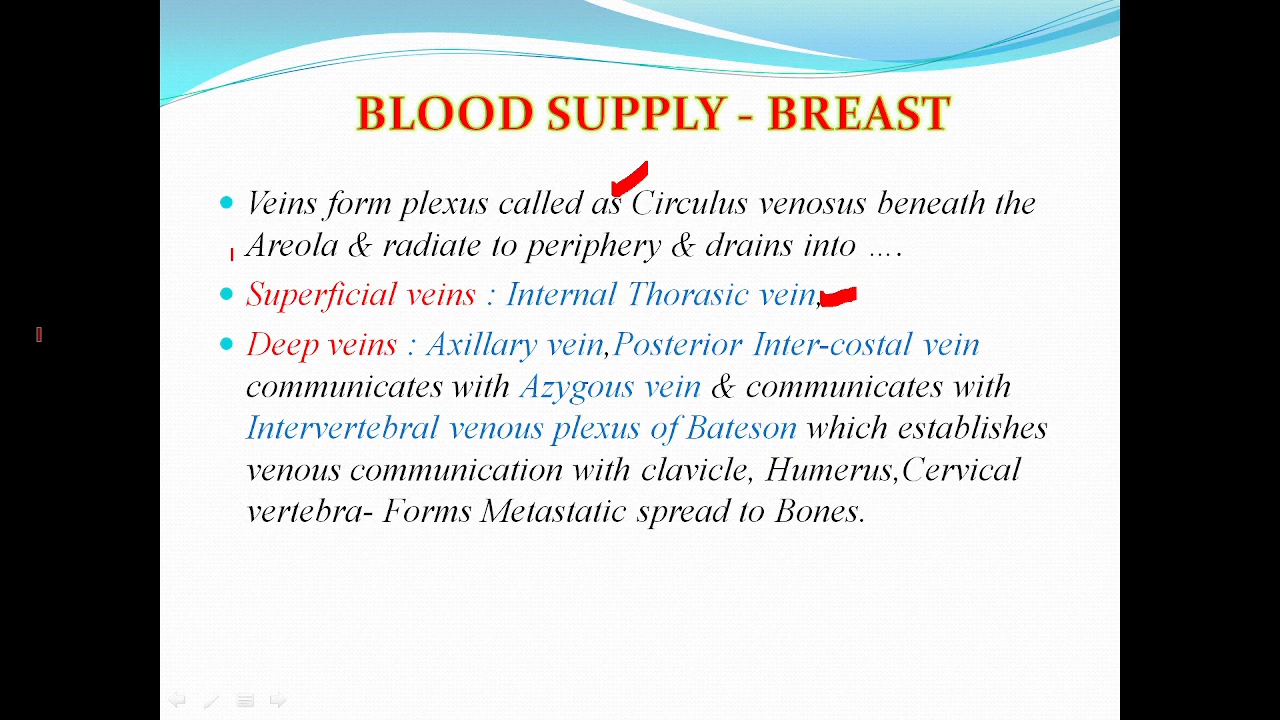 BLOOD SUPPLY - BREAST
Veins form plexus called as Circulus venosus beneath the
Areola & radiate to periphery & drains into ….
Superficial veins : Internal Thorasic vein,
Deep veins : Axillary vein,Posterior Inter-costal vein
communicates with Azygous vein & communicates with
Intervertebral venous plexus of Bateson which establishes
venous communication with clavicle, Humerus,Cervical
vertebra- Forms Metastatic spread to Bones.